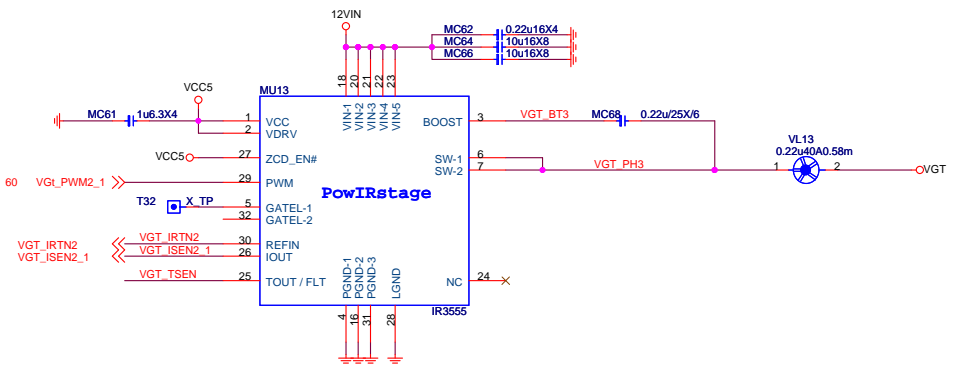 12VIN
MC62 0.22u16X4
MC64 10u16X8
MC66 10u16X8
18 20 21 22 23
VCC5
MU13
VIN-1 VIN-2 VIN-3 VIN-4 VIN-5
MC61 1u6.3X4 1 VCC BOOST 3 VGT_BT3 MC68 0.22u/25X/6
2 VDRV
VL13
0.22u40A0.58m
VCC5 27 ZCD_EN# SW-1 6
SW-2 7 VGT_PH3 1 2 VGT
60 VGt_PWM2_1 29 PWM
PowIRstage
T32 X_TP 5 GATEL-1
32 GATEL-2
VGT_IRTN2 VGT_IRTN2 30 REFIN
VGT_ISEN2_1 VGT_ISEN2_1 26 IOUT
VGT_TSEN 25 TOUT / FLT NC 24
PGND-1 PGND-2 PGND-3 LGND
IR3555
4 16 31 28